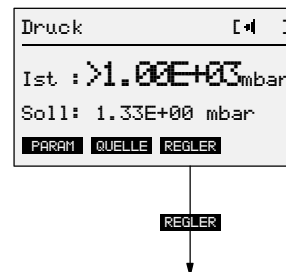 Druck [ ]
Ist : >1.00E+03mbar
Soll: 1.33E+00 mbar
PARAM QUELLE REGLER
REGLER